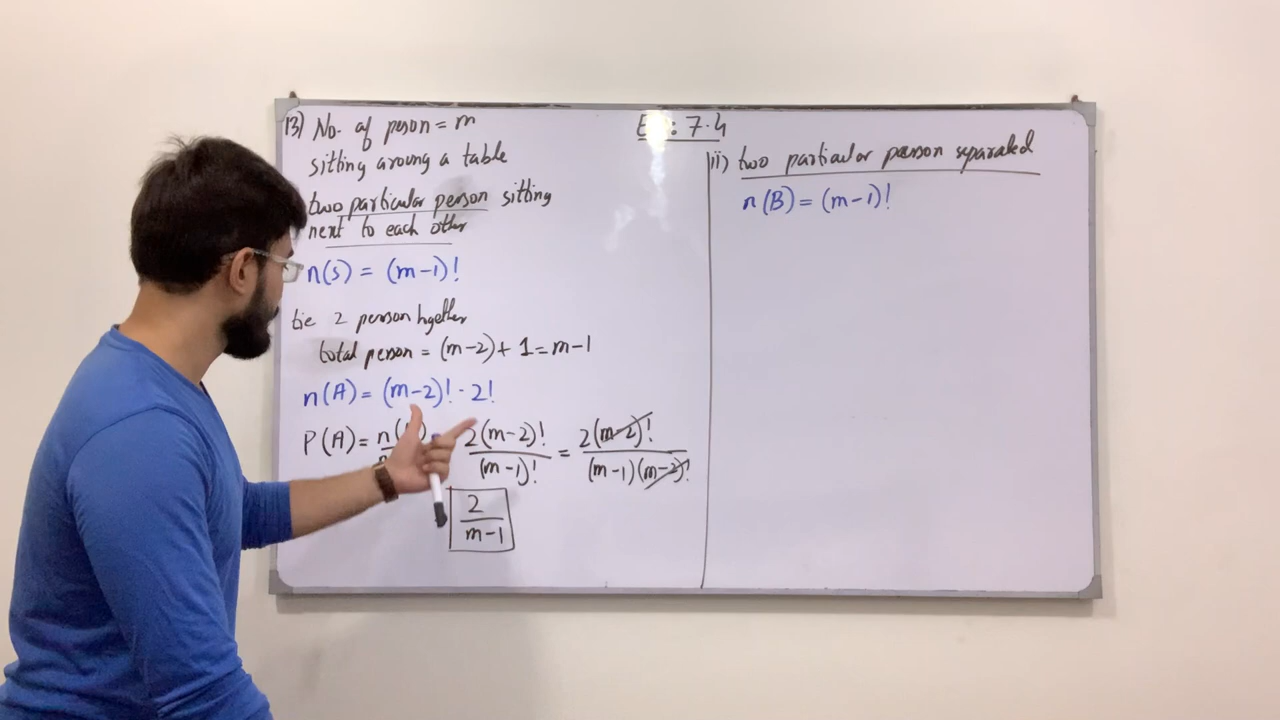 13) No. of person = m
sitting aroung a table
two particular person sitting
next to each other
n(s) = (m-1)!
tie 2 person together
total person = (m-2) + 1 = m-1
n(A) = (m-2)! · 2!
P(A) = 2(m-2)! / (m-1)! = 2(m-2)! / (m-1)(m-2)!
2 / m-1
: 7.4
ii) two particular person separated
n(B) = (m-1)!